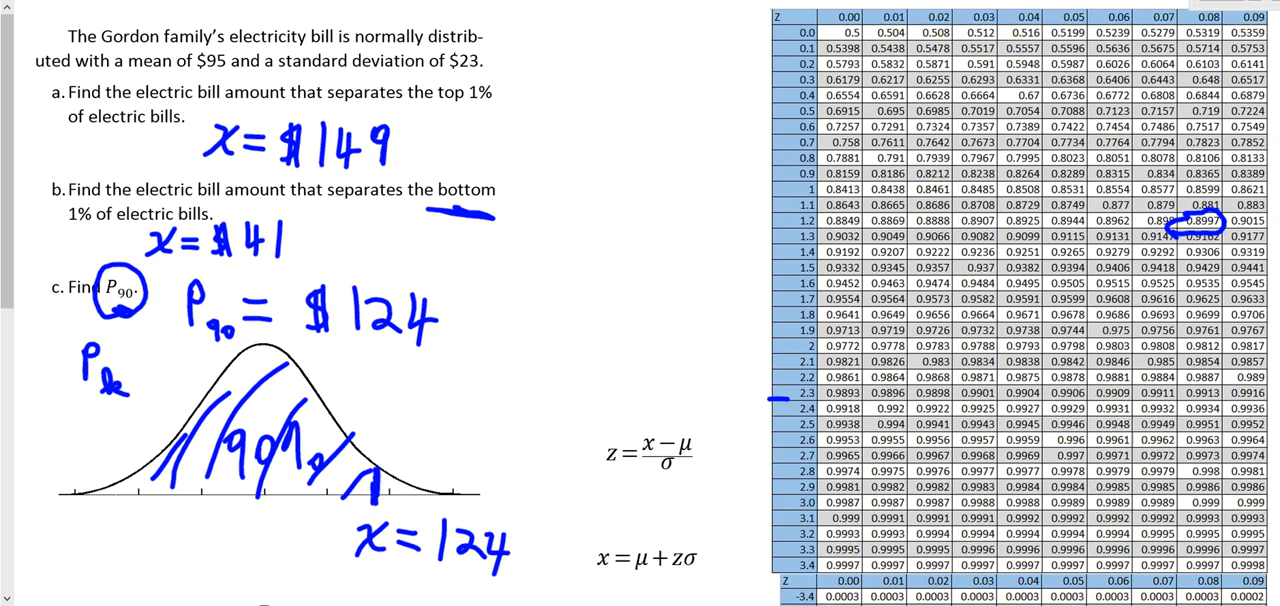 The Gordon family's electricity bill is normally distrib-
uted with a mean of $95 and a standard deviation of $23.
a. Find the electric bill amount that separates the top 1%
of electric bills.
x = $149
b. Find the electric bill amount that separates the bottom
1% of electric bills.
x = $41
c. Find P90.
P90 = $124
Pk
90%
x = 124
z = (x − μ)/σ
x = μ + zσ
Z 0.00 0.01 0.02 0.03 0.04 0.05 0.06 0.07 0.08 0.09
0.0 0.5 0.504 0.508 0.512 0.516 0.5199 0.5239 0.5279 0.5319 0.5359
0.1 0.5398 0.5438 0.5478 0.5517 0.5557 0.5596 0.5636 0.5675 0.5714 0.5753
0.2 0.5793 0.5832 0.5871 0.591 0.5948 0.5987 0.6026 0.6064 0.6103 0.6141
0.3 0.6179 0.6217 0.6255 0.6293 0.6331 0.6368 0.6406 0.6443 0.648 0.6517
0.4 0.6554 0.6591 0.6628 0.6664 0.67 0.6736 0.6772 0.6808 0.6844 0.6879
0.5 0.6915 0.695 0.6985 0.7019 0.7054 0.7088 0.7123 0.7157 0.719 0.7224
0.6 0.7257 0.7291 0.7324 0.7357 0.7389 0.7422 0.7454 0.7486 0.7517 0.7549
0.7 0.758 0.7611 0.7642 0.7673 0.7704 0.7734 0.7764 0.7794 0.7823 0.7852
0.8 0.7881 0.791 0.7939 0.7967 0.7995 0.8023 0.8051 0.8078 0.8106 0.8133
0.9 0.8159 0.8186 0.8212 0.8238 0.8264 0.8289 0.8315 0.834 0.8365 0.8389
1 0.8413 0.8438 0.8461 0.8485 0.8508 0.8531 0.8554 0.8577 0.8599 0.8621
1.1 0.8643 0.8665 0.8686 0.8708 0.8729 0.8749 0.877 0.879 0.881 0.883
1.2 0.8849 0.8869 0.8888 0.8907 0.8925 0.8944 0.8962 0.8997 0.9015
1.3 0.9032 0.9049 0.9066 0.9082 0.9099 0.9115 0.9131 0.9147 0.9162 0.9177
1.4 0.9192 0.9207 0.9222 0.9236 0.9251 0.9265 0.9279 0.9292 0.9306 0.9319
1.5 0.9332 0.9345 0.9357 0.937 0.9382 0.9394 0.9406 0.9418 0.9429 0.9441
1.6 0.9452 0.9463 0.9474 0.9484 0.9495 0.9505 0.9515 0.9525 0.9535 0.9545
1.7 0.9554 0.9564 0.9573 0.9582 0.9591 0.9599 0.9608 0.9616 0.9625 0.9633
1.8 0.9641 0.9649 0.9656 0.9664 0.9671 0.9678 0.9686 0.9693 0.9699 0.9706
1.9 0.9713 0.9719 0.9726 0.9732 0.9738 0.9744 0.975 0.9756 0.9761 0.9767
2 0.9772 0.9778 0.9783 0.9788 0.9793 0.9798 0.9803 0.9808 0.9812 0.9817
2.1 0.9821 0.9826 0.983 0.9834 0.9838 0.9842 0.9846 0.985 0.9854 0.9857
2.2 0.9861 0.9864 0.9868 0.9871 0.9875 0.9878 0.9881 0.9884 0.9887 0.989
2.3 0.9893 0.9896 0.9898 0.9901 0.9904 0.9906 0.9909 0.9911 0.9913 0.9916
2.4 0.9918 0.992 0.9922 0.9925 0.9927 0.9929 0.9931 0.9932 0.9934 0.9936
2.5 0.9938 0.994 0.9941 0.9943 0.9945 0.9946 0.9948 0.9949 0.9951 0.9952
2.6 0.9953 0.9955 0.9956 0.9957 0.9959 0.996 0.9961 0.9962 0.9963 0.9964
2.7 0.9965 0.9966 0.9967 0.9968 0.9969 0.997 0.9971 0.9972 0.9973 0.9974
2.8 0.9974 0.9975 0.9976 0.9977 0.9977 0.9978 0.9979 0.9979 0.998 0.9981
2.9 0.9981 0.9982 0.9982 0.9983 0.9984 0.9984 0.9985 0.9985 0.9986 0.9986
3.0 0.9987 0.9987 0.9987 0.9988 0.9988 0.9989 0.9989 0.9989 0.999 0.999
3.1 0.999 0.9991 0.9991 0.9991 0.9992 0.9992 0.9992 0.9992 0.9993 0.9993
3.2 0.9993 0.9993 0.9994 0.9994 0.9994 0.9994 0.9994 0.9995 0.9995 0.9995
3.3 0.9995 0.9995 0.9995 0.9996 0.9996 0.9996 0.9996 0.9996 0.9996 0.9997
3.4 0.9997 0.9997 0.9997 0.9997 0.9997 0.9997 0.9997 0.9997 0.9997 0.9998
Z 0.00 0.01 0.02 0.03 0.04 0.05 0.06 0.07 0.08 0.09
-3.4 0.0003 0.0003 0.0003 0.0003 0.0003 0.0003 0.0003 0.0003 0.0003 0.0002